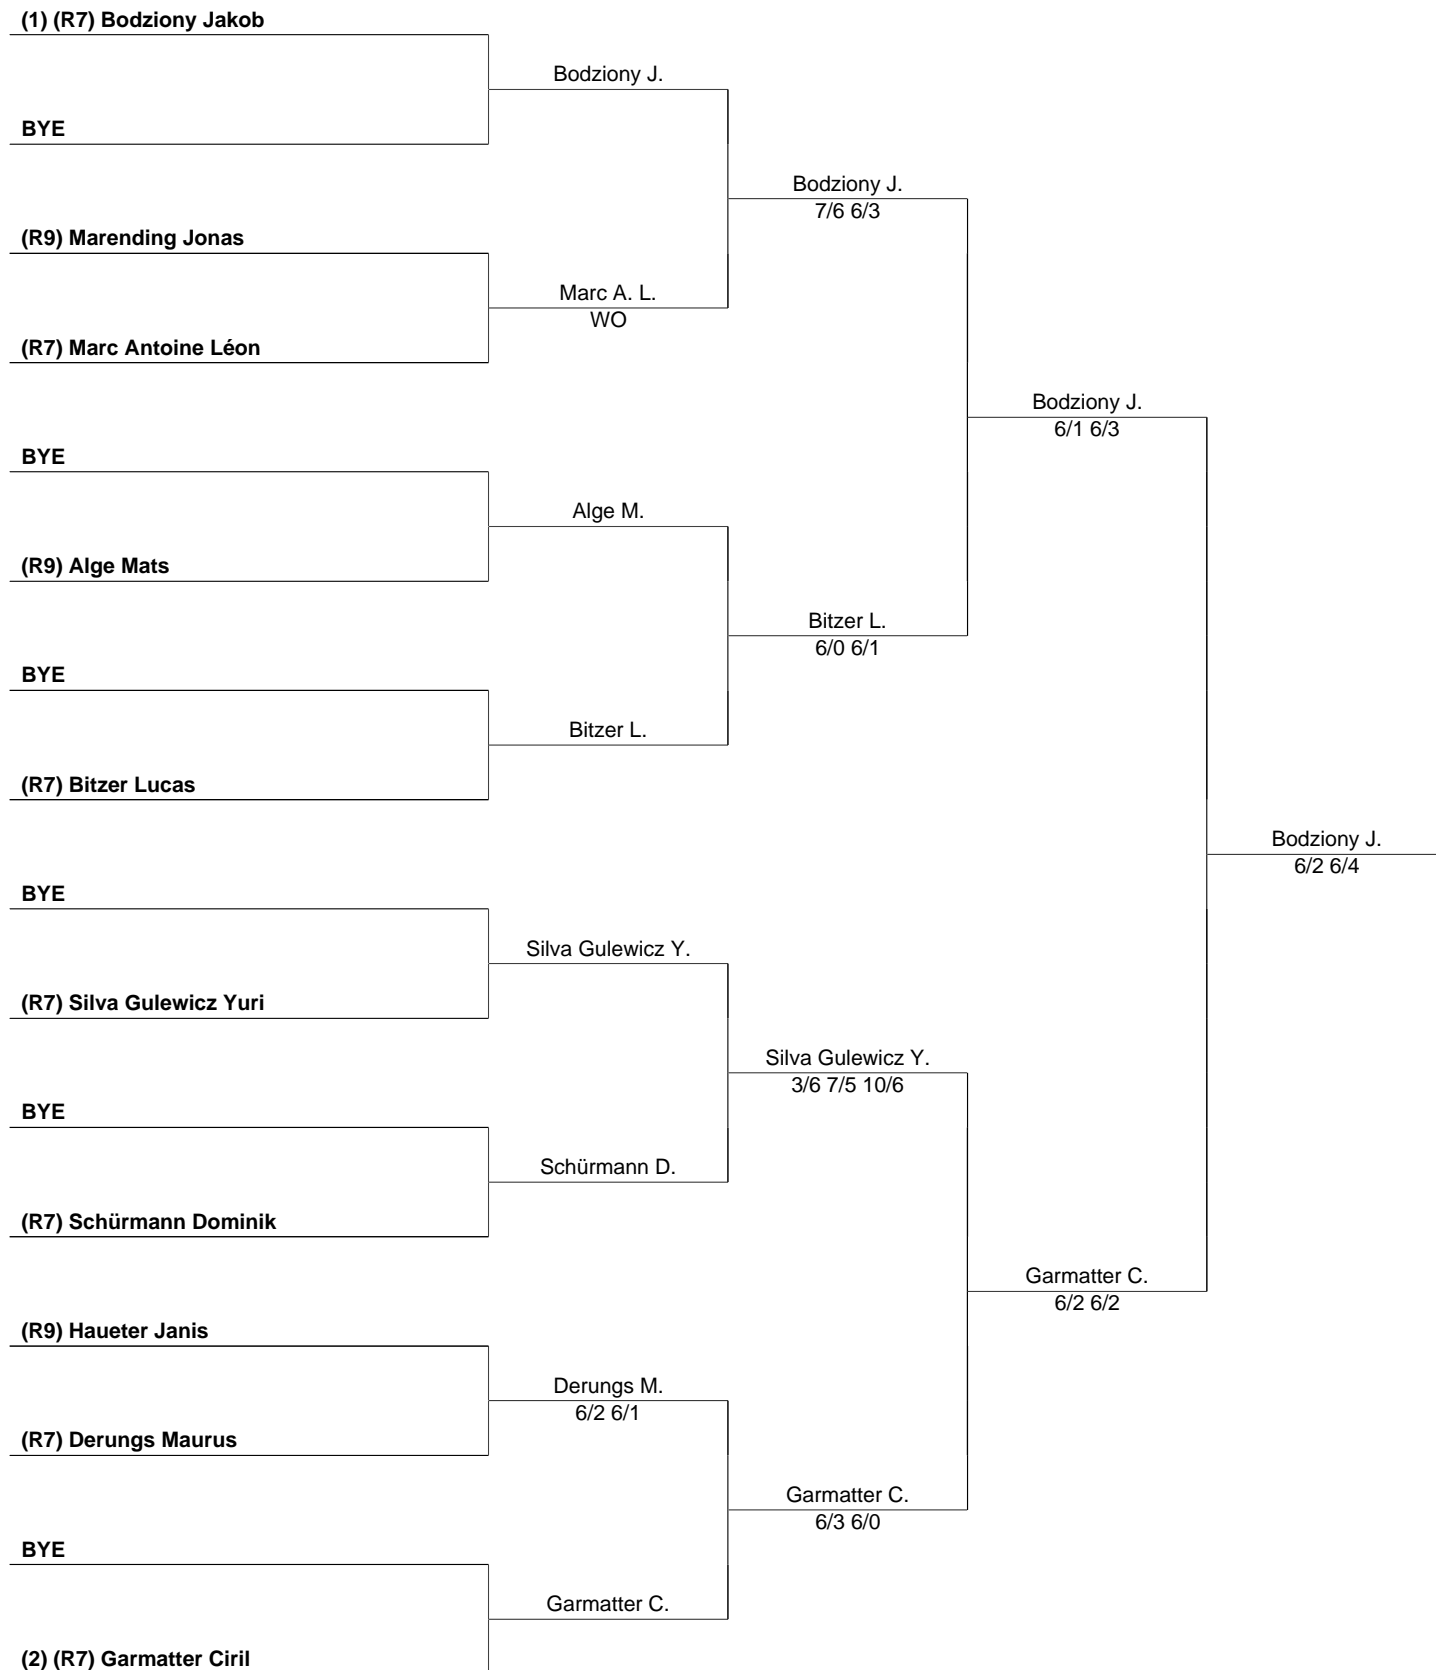 (1) (R7) Bodziony Jakob
Bodziony J.
BYE
Bodziony J.
7/6 6/3
(R9) Marending Jonas
Marc A. L.
WO
(R7) Marc Antoine Léon
Bodziony J.
6/1 6/3
BYE
Alge M.
(R9) Alge Mats
Bitzer L.
6/0 6/1
BYE
Bitzer L.
(R7) Bitzer Lucas
Bodziony J.
6/2 6/4
BYE
Silva Gulewicz Y.
(R7) Silva Gulewicz Yuri
Silva Gulewicz Y.
3/6 7/5 10/6
BYE
Schürmann D.
(R7) Schürmann Dominik
Garmatter C.
6/2 6/2
(R9) Haueter Janis
Derungs M.
6/2 6/1
(R7) Derungs Maurus
Garmatter C.
6/3 6/0
BYE
Garmatter C.
(2) (R7) Garmatter Ciril